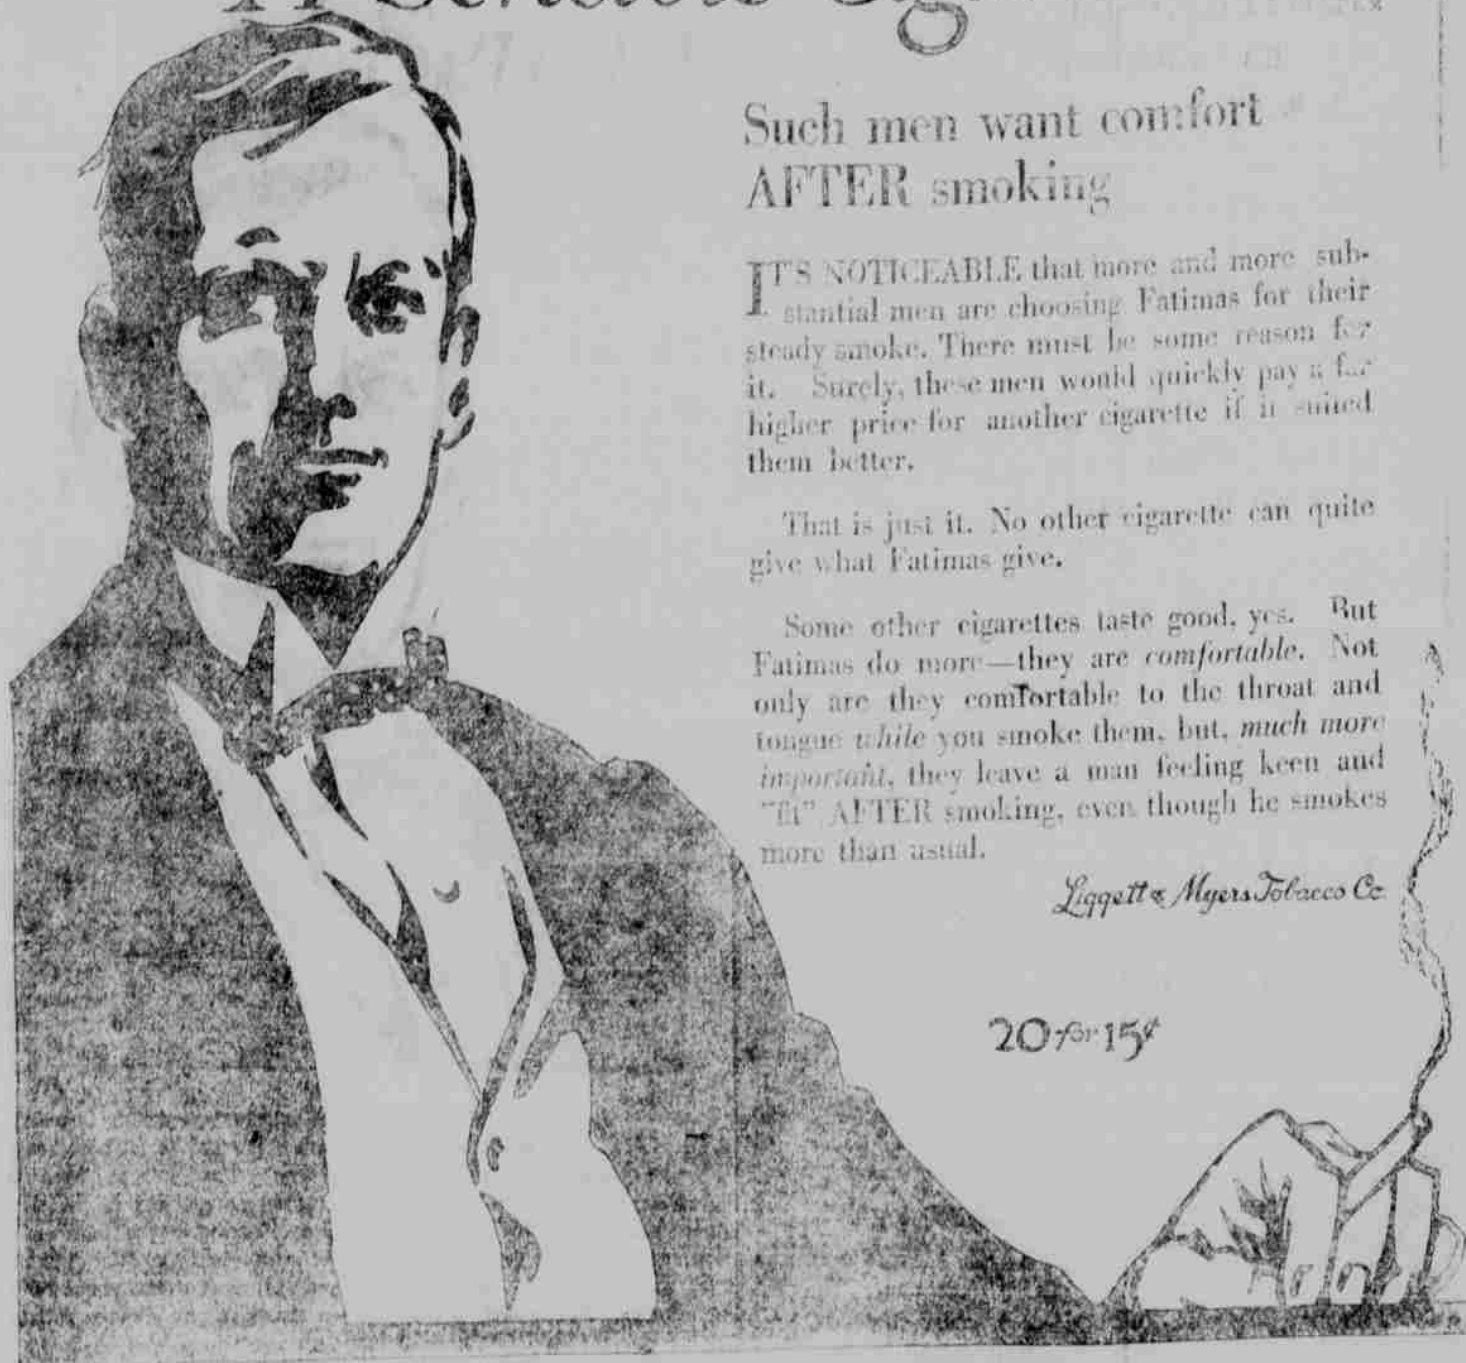 A Sensible
Such men want comfort
AFTER smoking
IT'S NOTICEABLE that more and more sub-
stantial men are choosing Fatimas for their
steady smoke. There must be some reason for
it. Surely, these men would quickly pay a far
higher price for another cigarette if it suited
them better.
That is just it. No other cigarette can quite
give what Fatimas give.
Some other cigarettes taste good, yes. But
Fatimas do more—they are comfortable. Not
only are they comfortable to the throat and
tongue while you smoke them, but, much more
important, they leave a man feeling keen and
"fit" AFTER smoking, even though he smokes
more than usual.
Liggett & Myers Tobacco Co.
20 for 15¢